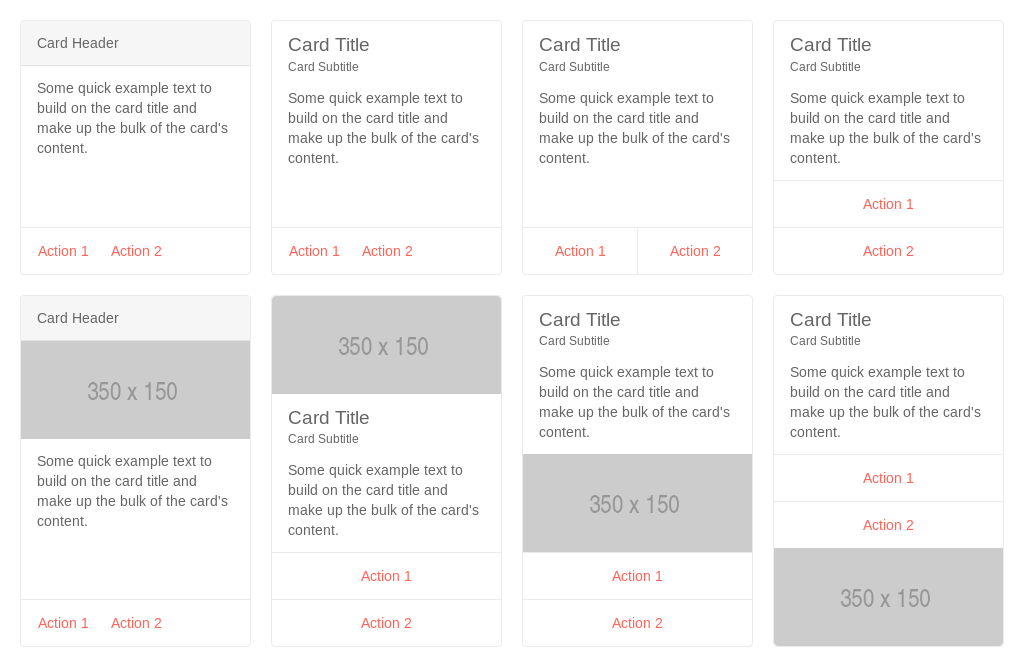 Card Header
Some quick example text to
build on the card title and
make up the bulk of the card's
content.
Action 1 Action 2
Card Title
Card Subtitle
Some quick example text to
build on the card title and
make up the bulk of the card's
content.
Action 1 Action 2
Card Title
Card Subtitle
Some quick example text to
build on the card title and
make up the bulk of the card's
content.
Action 1 Action 2
Card Title
Card Subtitle
Some quick example text to
build on the card title and
make up the bulk of the card's
content.
Action 1
Action 2
Card Header
350 x 150
Some quick example text to
build on the card title and
make up the bulk of the card's
content.
Action 1 Action 2
350 x 150
Card Title
Card Subtitle
Some quick example text to
build on the card title and
make up the bulk of the card's
content.
Action 1
Action 2
Card Title
Card Subtitle
Some quick example text to
build on the card title and
make up the bulk of the card's
content.
350 x 150
Action 1
Action 2
Card Title
Card Subtitle
Some quick example text to
build on the card title and
make up the bulk of the card's
content.
Action 1
Action 2
350 x 150